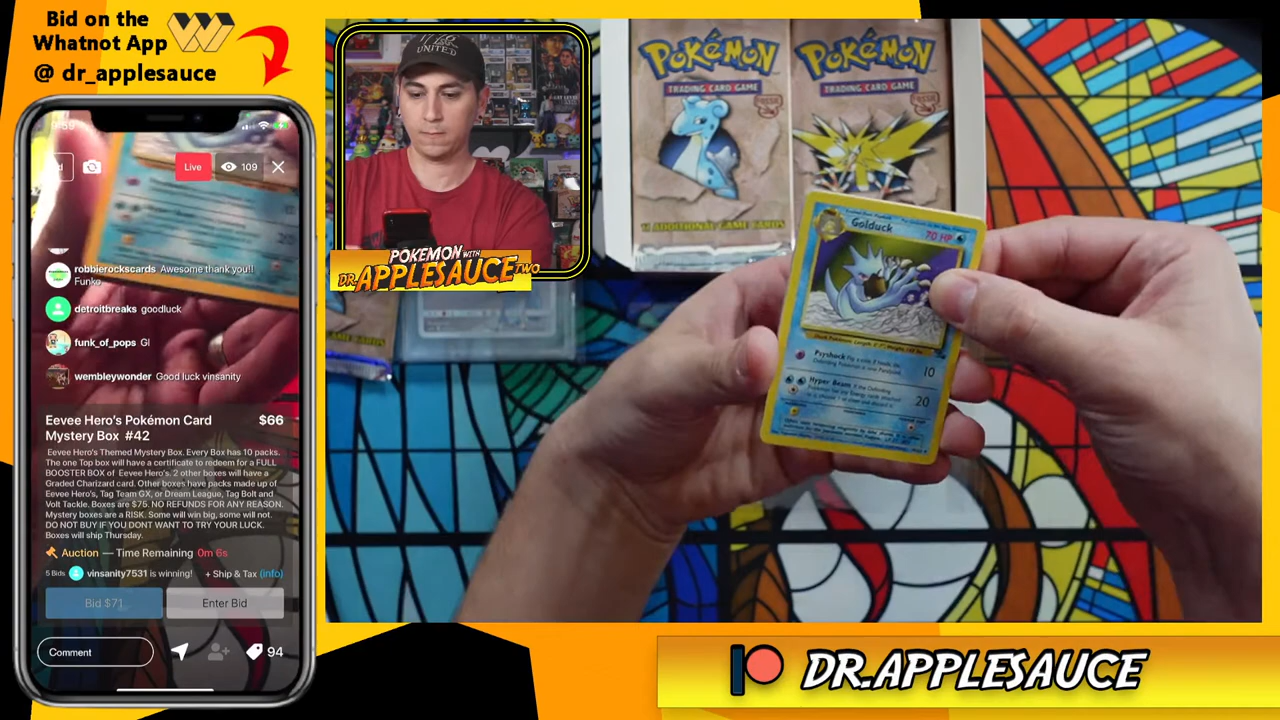 Bid on the
Whatnot App
@ dr_applesauce
Live
109
robbierockscards Awesome thank you!!
Funko
detroitbreaks goodluck
funk_of_pops Gl
wembleywonder Good luck vinsanity
Eevee Hero's Pokémon Card $66
Mystery Box #42
Eevee Hero's Themed Mystery Box. Every Box has 10 packs.
The one Top box will have a certificate to redeem for a FULL
BOOSTER BOX of Eevee Hero's. 2 other boxes will have a
Graded Charizard card. Other boxes have packs made up of
Eevee Hero's, Tag Team GX, or Dream League, Tag Bolt and
Volt Tackle. Boxes are $75. NO REFUNDS FOR ANY REASON.
Mystery boxes are a RISK. Some will win big, some will not.
DO NOT BUY IF YOU DONT WANT TO TRY YOUR LUCK.
Boxes will ship Thursday.
Auction — Time Remaining 0m 6s
5 Bids vinsanity7531 is winning! + Ship & Tax (info)
Bid $71 Enter Bid
Comment 94
UNITED
POKEMON WITH
DR. APPLESAUCE TWO
POKéMON
TRADING CARD GAME
11 ADDITIONAL GAME CARDS
POKéMON
TRADING CARD GAME
Golduck 70 HP
Psyshock
10
Hyper Beam
20
DR.APPLESAUCE